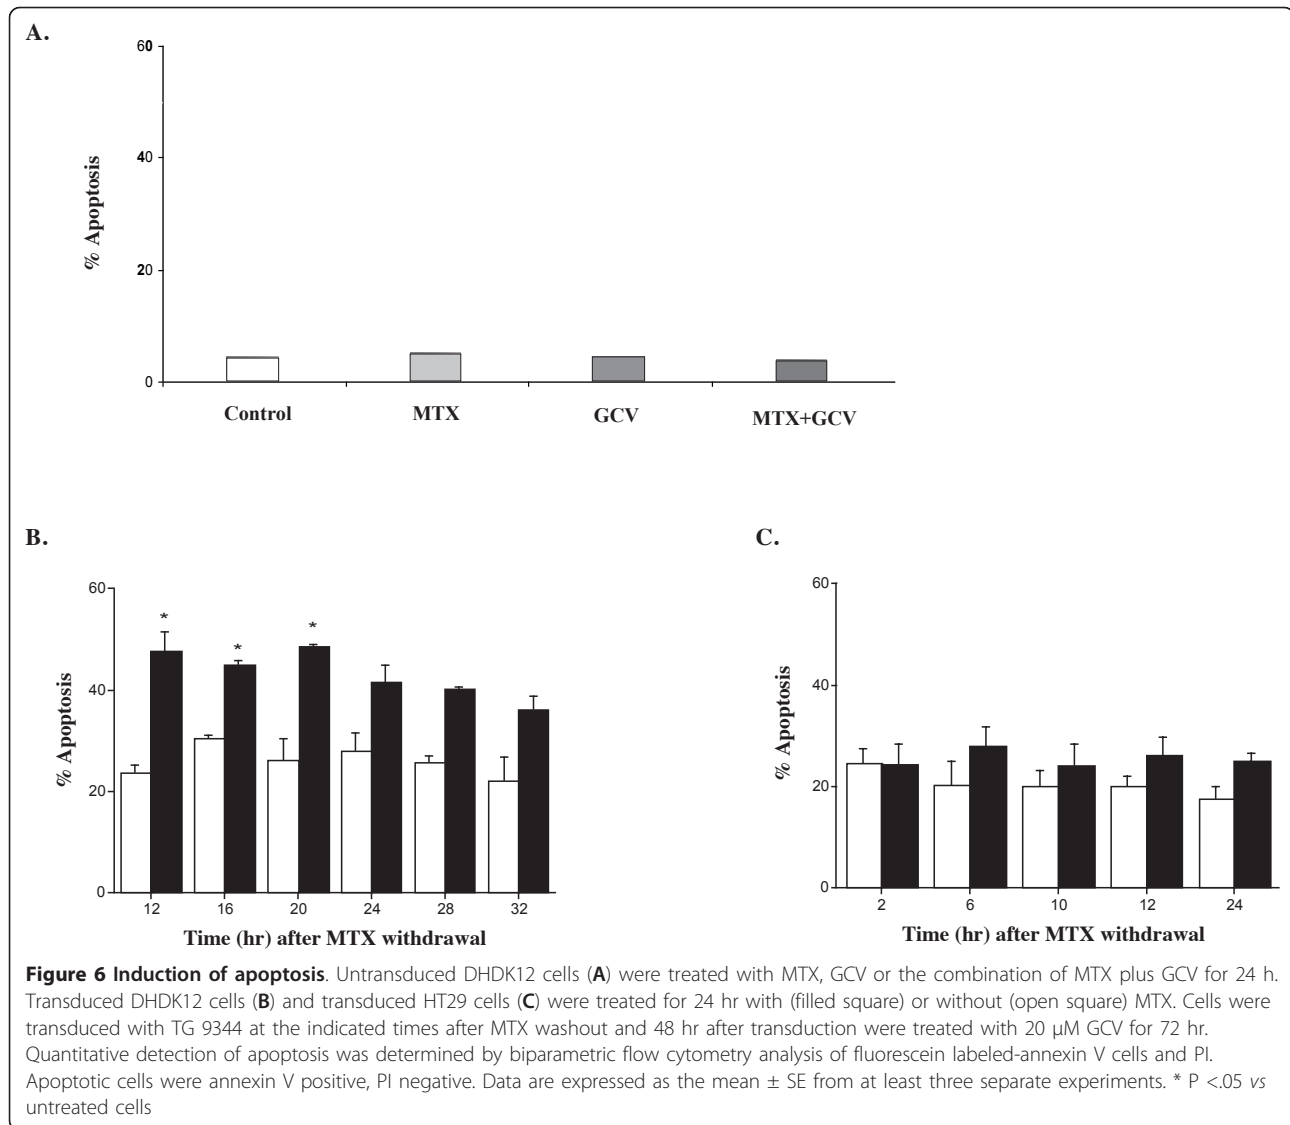 A.
60
40
20
0
% Apoptosis
Control MTX GCV MTX+GCV
B.
60
40
20
0
% Apoptosis
* * *
12 16 20 24 28 32
Time (hr) after MTX withdrawal
C.
60
40
20
0
% Apoptosis
2 6 10 12 24
Time (hr) after MTX withdrawal
Figure 6 Induction of apoptosis. Untransduced DHDK12 cells (A) were treated with MTX, GCV or the combination of MTX plus GCV for 24 h.
Transduced DHDK12 cells (B) and transduced HT29 cells (C) were treated for 24 hr with (filled square) or without (open square) MTX. Cells were
transduced with TG 9344 at the indicated times after MTX washout and 48 hr after transduction were treated with 20 µM GCV for 72 hr.
Quantitative detection of apoptosis was determined by biparametric flow cytometry analysis of fluorescein labeled-annexin V cells and PI.
Apoptotic cells were annexin V positive, PI negative. Data are expressed as the mean ± SE from at least three separate experiments. * P <.05 vs
untreated cells